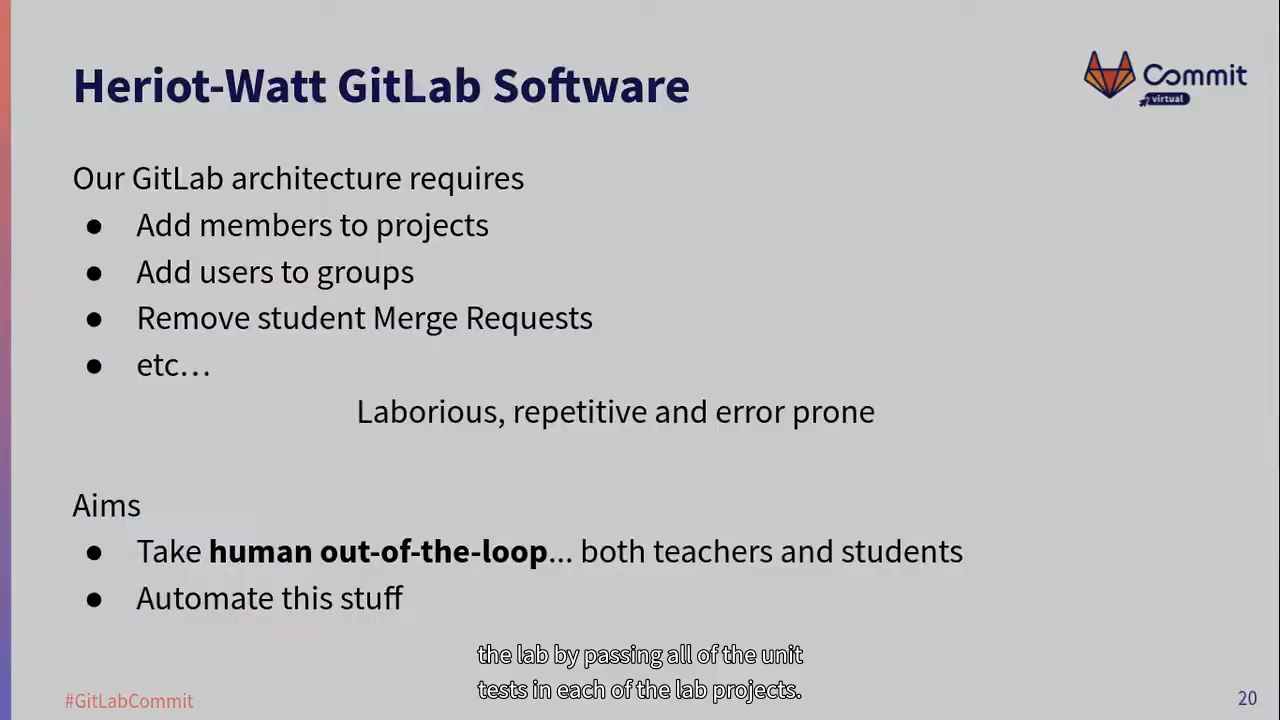 Heriot-Watt GitLab Software
Commit
virtual
Our GitLab architecture requires
● Add members to projects
● Add users to groups
● Remove student Merge Requests
● etc…
Laborious, repetitive and error prone
Aims
● Take human out-of-the-loop... both teachers and students
● Automate this stuff
the lab by passing all of the unit
tests in each of the lab projects.
#GitLabCommit
20